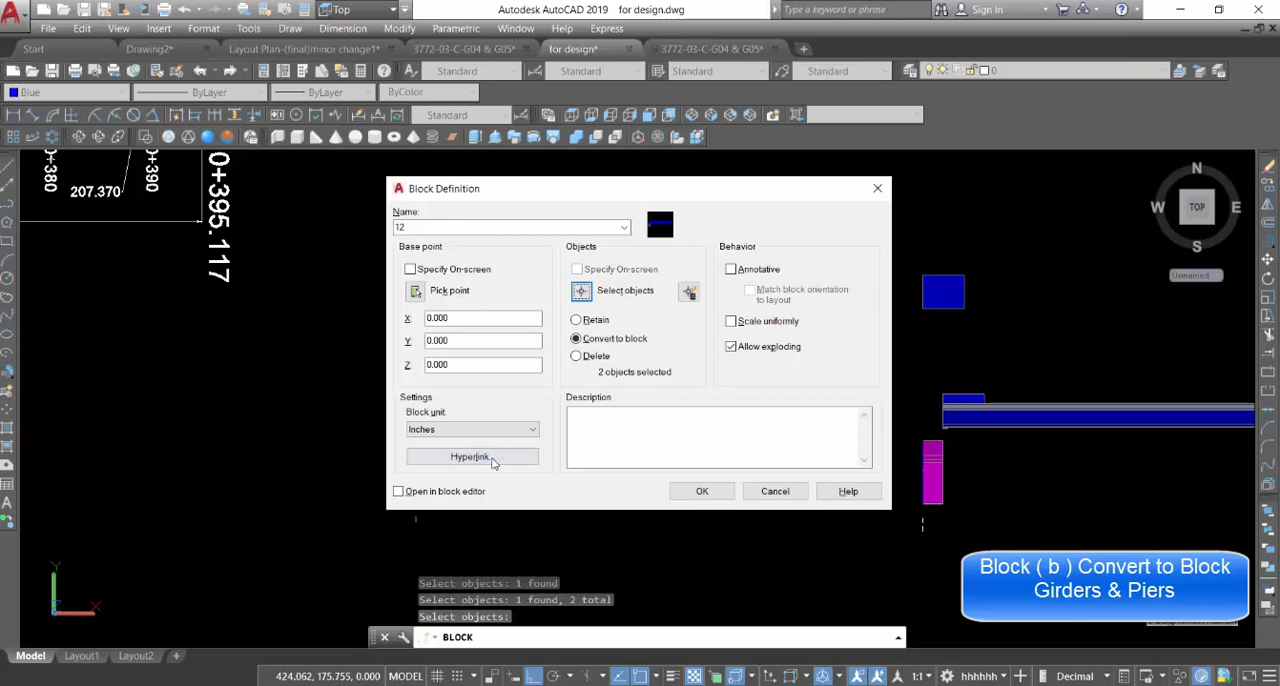 Autodesk AutoCAD 2019 for design.dwg
Type a keyword or phrase
Sign In
Top
File Edit View Insert Format Tools Draw Dimension Modify Parametric Window Help Express
Start Drawing2* Layout Plan-(final)minor change1* 3772-03-C-G04 & G05* for design* 3772-03-C-G04 & G05*
Standard Standard Standard Standard 0
Blue ByLayer ByLayer ByColor
Standard
0+380
207.370
0+390
0+395.117
Block Definition
Name:
12
Base point
Specify On-screen
Pick point
X: 0.000
Y: 0.000
Z: 0.000
Objects
Specify On-screen
Select objects
Retain
Convert to block
Delete
2 objects selected
Behavior
Annotative
Match block orientation
to layout
Scale uniformly
Allow exploding
Settings
Block unit:
Inches
Hyperlink...
Description
Open in block editor
OK Cancel Help
N
W TOP E
S
Unnamed
Block ( b ) Convert to Block
Girders & Piers
Select objects: 1 found
Select objects: 1 found, 2 total
Select objects:
BLOCK
Y
X
Model Layout1 Layout2 +
424.062, 175.755, 0.000 MODEL 1:1 hhhhhh Decimal